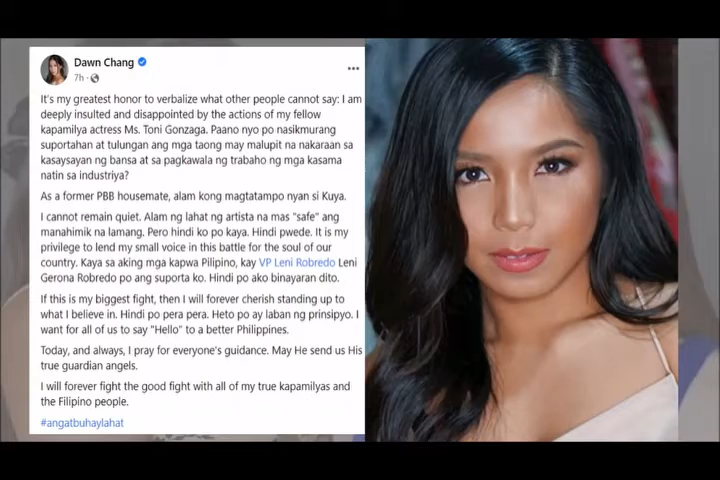 Dawn Chang
7h
It's my greatest honor to verbalize what other people cannot say: I am
deeply insulted and disappointed by the actions of my fellow
kapamilya actress Ms. Toni Gonzaga. Paano nyo po nasikmurang
suportahan at tulungan ang mga taong may malupit na nakaraan sa
kasaysayan ng bansa at sa pagkawala ng trabaho ng mga kasama
natin sa industriya?
As a former PBB housemate, alam kong magtatampo nyan si Kuya.
I cannot remain quiet. Alam ng lahat ng artista na mas "safe" ang
manahimik na lamang. Pero hindi ko po kaya. Hindi pwede. It is my
privilege to lend my small voice in this battle for the soul of our
country. Kaya sa aking mga kapwa Pilipino, kay VP Leni Robredo Leni
Gerona Robredo po ang suporta ko. Hindi po ako binayaran dito.
If this is my biggest fight, then I will forever cherish standing up to
what I believe in. Hindi po pera pera. Heto po ay laban ng prinsipyo. I
want for all of us to say "Hello" to a better Philippines.
Today, and always, I pray for everyone's guidance. May He send us His
true guardian angels.
I will forever fight the good fight with all of my true kapamilyas and
the Filipino people.
#angatbuhaylahat